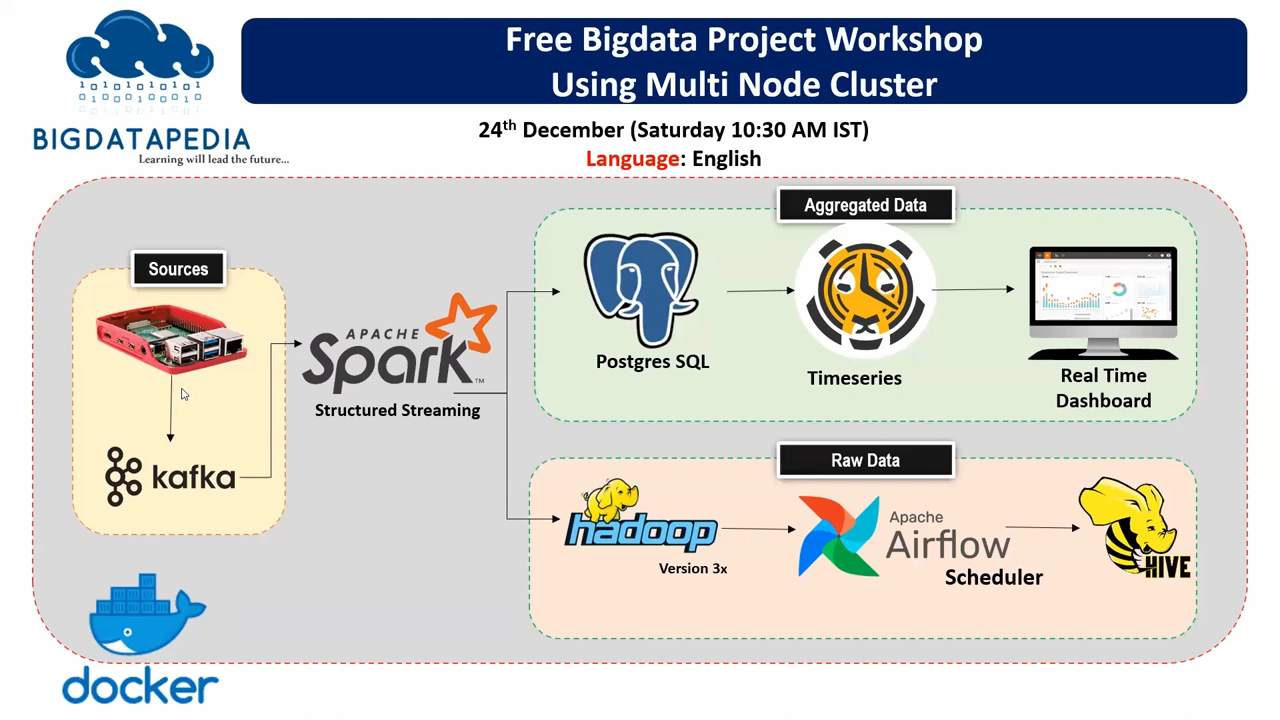 Free Bigdata Project Workshop
Using Multi Node Cluster
BIGDATAPEDIA
Learning will lead the future...
24th December (Saturday 10:30 AM IST)
Language: English
Sources
kafka
APACHE
Spark™
Structured Streaming
Aggregated Data
Postgres SQL
Timeseries
Real Time
Dashboard
Raw Data
hadoop
Version 3x
Apache
Airflow
Scheduler
HIVE
docker